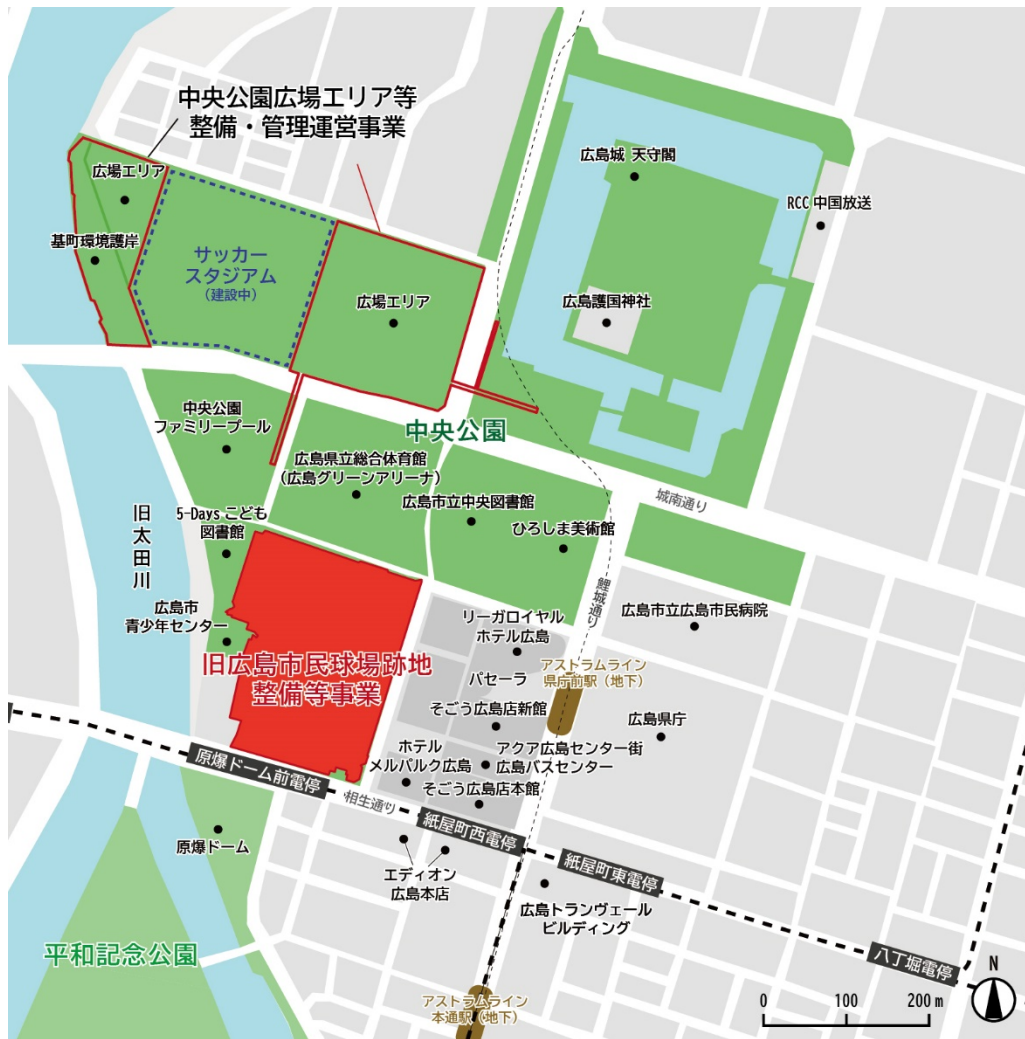 中央公園広場エリア等
整備・管理運営事業
広場エリア
基町環境護岸
サッカー
スタジアム
(建設中)
広場エリア
広島城 天守閣
RCC 中国放送
広島護国神社
中央公園
ファミリープール
中央公園
広島県立総合体育館
(広島グリーンアリーナ)
広島市立中央図書館
ひろしま美術館
城南通り
旧太田川
5-Days こども
図書館
広島市
青少年センター
旧広島市民球場跡地
整備等事業
鯉城通り
リーガロイヤル
ホテル広島
パセーラ
そごう広島店新館
アストラムライン
県庁前駅(地下)
広島市立広島市民病院
広島県庁
ホテル
メルパルク広島
アクア広島センター街
広島バスセンター
そごう広島店本館
原爆ドーム前電停
相生通り
紙屋町西電停
紙屋町東電停
八丁堀電停
原爆ドーム
エディオン
広島本店
広島トランヴェール
ビルディング
平和記念公園
アストラムライン
本通駅(地下)
N
0 100 200 m